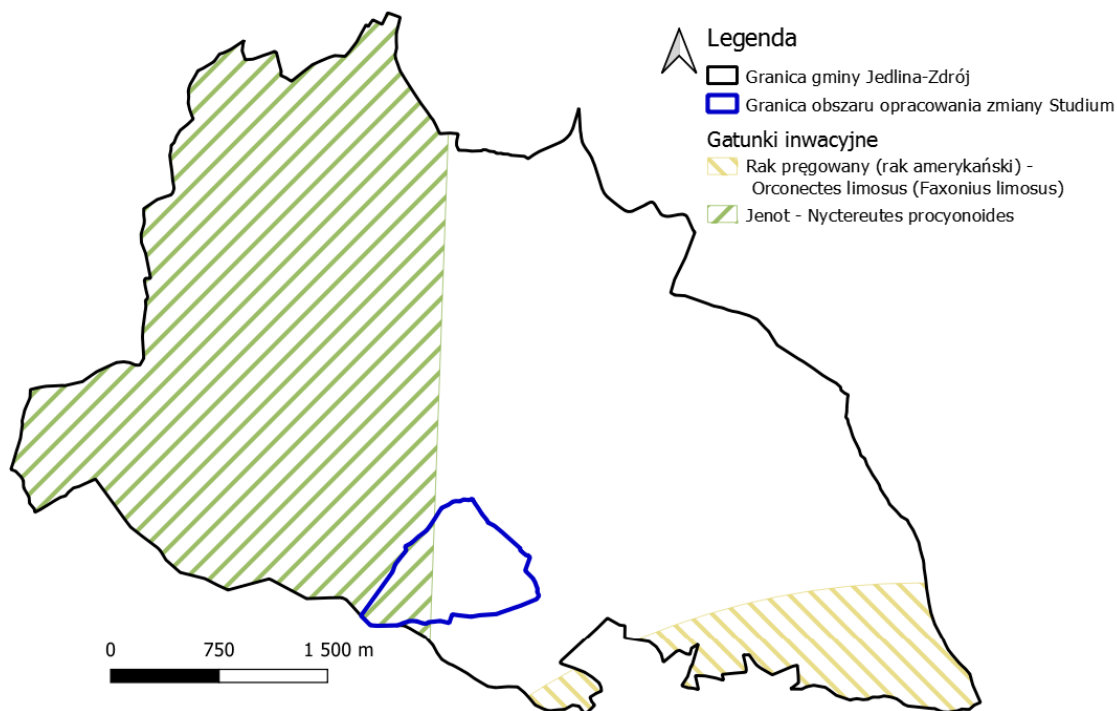 Legenda
Granica gminy Jedlina-Zdrój
Granica obszaru opracowania zmiany Studium
Gatunki inwacyjne
Rak pręgowany (rak amerykański) -
Orconectes limosus (Faxonius limosus)
Jenot - Nyctereutes procyonoides
0 750 1 500 m